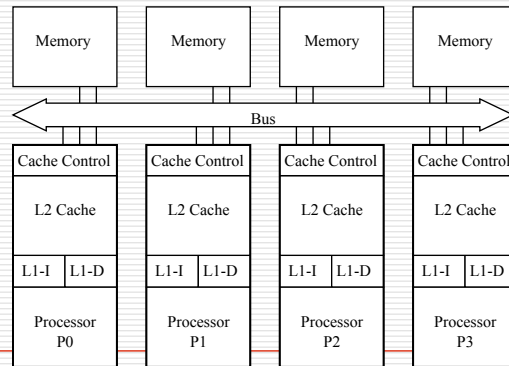 Memory Memory Memory Memory
Bus
Cache Control Cache Control Cache Control Cache Control
L2 Cache L2 Cache L2 Cache L2 Cache
L1-I L1-D L1-I L1-D L1-I L1-D L1-I L1-D
Processor Processor Processor Processor
P0 P1 P2 P3